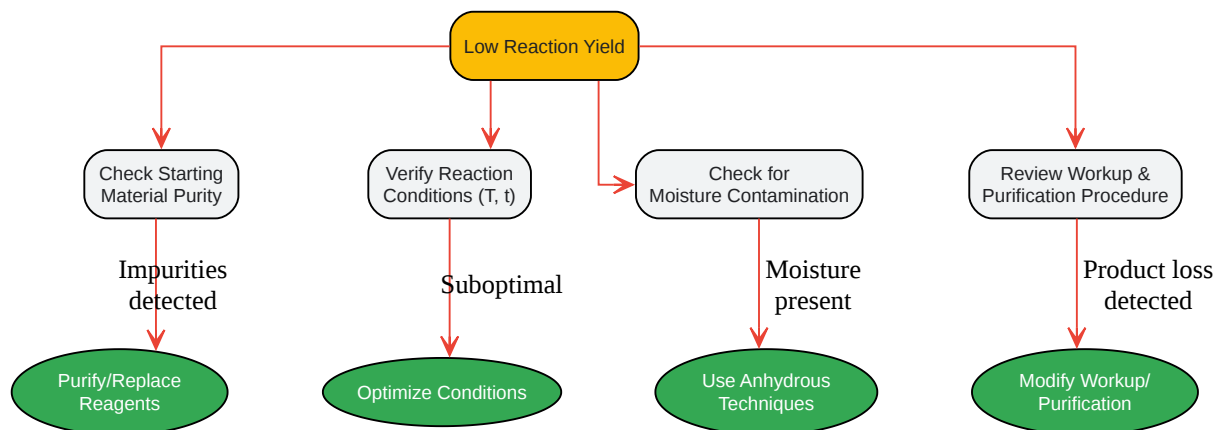 Low Reaction Yield
Check Starting
Material Purity
Verify Reaction
Conditions (T, t)
Check for
Moisture Contamination
Review Workup &
Purification Procedure
Impurities
detected
Suboptimal
Moisture
present
Product loss
detected
Purify/Replace
Reagents
Optimize Conditions
Use Anhydrous
Techniques
Modify Workup/
Purification